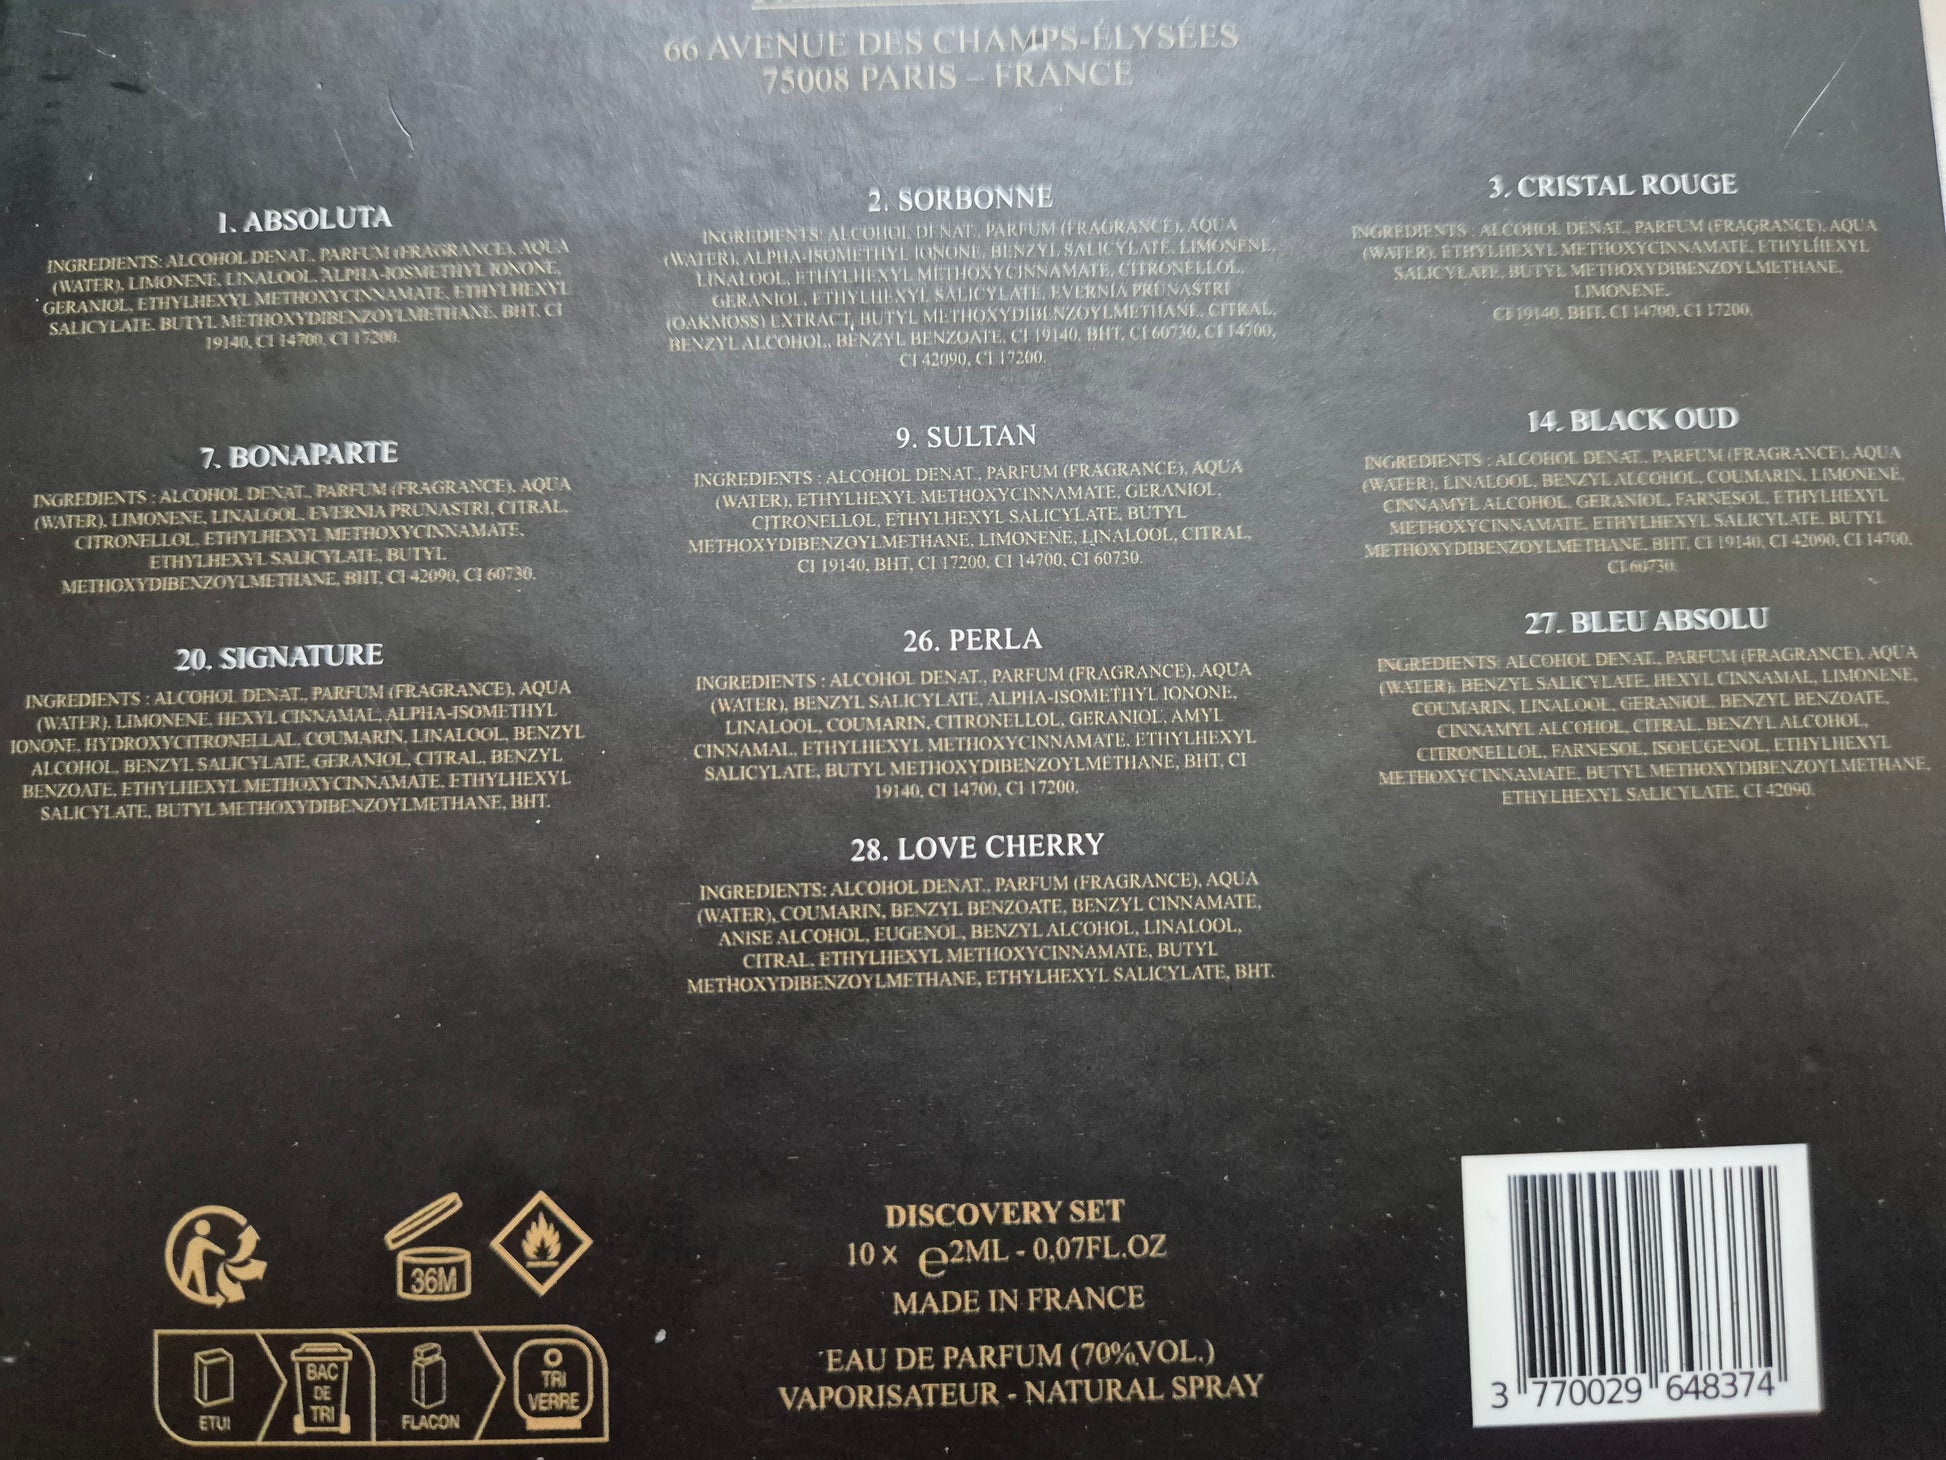 66 AVENUE DES CHAMPS-ÉLYSÉES
75008 PARIS – FRANCE
1. ABSOLUTA
INGREDIENTS: ALCOHOL DENAT., PARFUM (FRAGRANCE), AQUA
(WATER), LIMONENE, LINALOOL, ALPHA-IOSMETHYL IONONE,
GERANIOL, ETHYLHEXYL METHOXYCINNAMATE, ETHYLHEXYL
SALICYLATE, BUTYL METHOXYDIBENZOYLMETHANE, BHT, CI
19140, CI 14700, CI 17200.
2. SORBONNE
INGREDIENTS: ALCOHOL DENAT., PARFUM (FRAGRANCE), AQUA
(WATER), ALPHA-ISOMETHYL IONONE, BENZYL SALICYLATE, LIMONENE,
LINALOOL, ETHYLHEXYL METHOXYCINNAMATE, CITRONELLOL,
GERANIOL, ETHYLHEXYL SALICYLATE, EVERNIA PRUNASTRI
(OAKMOSS) EXTRACT, BUTYL METHOXYDIBENZOYLMETHANE, CITRAL,
BENZYL ALCOHOL, BENZYL BENZOATE, CI 19140, BHT, CI 60730, CI 14700,
CI 42090, CI 17200.
3. CRISTAL ROUGE
INGREDIENTS : ALCOHOL DENAT., PARFUM (FRAGRANCE), AQUA
(WATER), ETHYLHEXYL METHOXYCINNAMATE, ETHYLHEXYL
SALICYLATE, BUTYL METHOXYDIBENZOYLMETHANE,
LIMONENE,
CI 19140, BHT, CI 14700, CI 17200.
7. BONAPARTE
INGREDIENTS : ALCOHOL DENAT., PARFUM (FRAGRANCE), AQUA
(WATER), LIMONENE, LINALOOL, EVERNIA PRUNASTRI, CITRAL,
CITRONELLOL, ETHYLHEXYL METHOXYCINNAMATE,
ETHYLHEXYL SALICYLATE, BUTYL
METHOXYDIBENZOYLMETHANE, BHT, CI 42090, CI 60730.
9. SULTAN
INGREDIENTS : ALCOHOL DENAT., PARFUM (FRAGRANCE), AQUA
(WATER), ETHYLHEXYL METHOXYCINNAMATE, GERANIOL,
CITRONELLOL, ETHYLHEXYL SALICYLATE, BUTYL
METHOXYDIBENZOYLMETHANE, LIMONENE, LINALOOL, CITRAL,
CI 19140, BHT, CI 17200, CI 14700, CI 60730.
14. BLACK OUD
INGREDIENTS : ALCOHOL DENAT., PARFUM (FRAGRANCE), AQUA
(WATER), LINALOOL, BENZYL ALCOHOL, COUMARIN, LIMONENE,
CINNAMYL ALCOHOL, GERANIOL, FARNESOL, ETHYLHEXYL
METHOXYCINNAMATE, ETHYLHEXYL SALICYLATE, BUTYL
METHOXYDIBENZOYLMETHANE, BHT, CI 19140, CI 42090, CI 14700,
CI 60730.
20. SIGNATURE
INGREDIENTS : ALCOHOL DENAT., PARFUM (FRAGRANCE), AQUA
(WATER), LIMONENE, HEXYL CINNAMAL, ALPHA-ISOMETHYL
IONONE, HYDROXYCITRONELLAL, COUMARIN, LINALOOL, BENZYL
ALCOHOL, BENZYL SALICYLATE, GERANIOL, CITRAL, BENZYL
BENZOATE, ETHYLHEXYL METHOXYCINNAMATE, ETHYLHEXYL
SALICYLATE, BUTYL METHOXYDIBENZOYLMETHANE, BHT.
26. PERLA
INGREDIENTS : ALCOHOL DENAT., PARFUM (FRAGRANCE), AQUA
(WATER), BENZYL SALICYLATE, ALPHA-ISOMETHYL IONONE,
LINALOOL, COUMARIN, CITRONELLOL, GERANIOL, AMYL
CINNAMAL, ETHYLHEXYL METHOXYCINNAMATE, ETHYLHEXYL
SALICYLATE, BUTYL METHOXYDIBENZOYLMETHANE, BHT, CI
19140, CI 14700, CI 17200.
27. BLEU ABSOLU
INGREDIENTS: ALCOHOL DENAT., PARFUM (FRAGRANCE), AQUA
(WATER), BENZYL SALICYLATE, HEXYL CINNAMAL, LIMONENE,
COUMARIN, LINALOOL, GERANIOL, BENZYL BENZOATE,
CINNAMYL ALCOHOL, CITRAL, BENZYL ALCOHOL,
CITRONELLOL, FARNESOL, ISOEUGENOL, ETHYLHEXYL
METHOXYCINNAMATE, BUTYL METHOXYDIBENZOYLMETHANE,
ETHYLHEXYL SALICYLATE, CI 42090.
28. LOVE CHERRY
INGREDIENTS: ALCOHOL DENAT., PARFUM (FRAGRANCE), AQUA
(WATER), COUMARIN, BENZYL BENZOATE, BENZYL CINNAMATE,
ANISE ALCOHOL, EUGENOL, BENZYL ALCOHOL, LINALOOL,
CITRAL, ETHYLHEXYL METHOXYCINNAMATE, BUTYL
METHOXYDIBENZOYLMETHANE, ETHYLHEXYL SALICYLATE, BHT.
36M
ETUI
BAC
DE
TRI
FLACON
TRI
VERRE
DISCOVERY SET
10 X ℮2ML - 0,07FL.OZ
MADE IN FRANCE
EAU DE PARFUM (70%VOL.)
VAPORISATEUR - NATURAL SPRAY
3 770029 648374